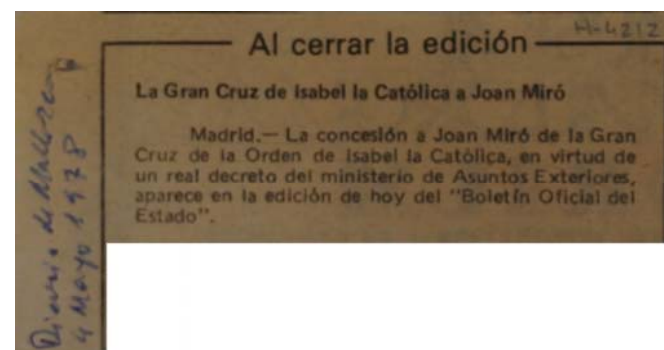 H-4212
Al cerrar la edición
La Gran Cruz de Isabel la Católica a Joan Miró
Madrid.— La concesión a Joan Miró de la Gran
Cruz de la Orden de Isabel la Católica, en virtud de
un real decreto del ministerio de Asuntos Exteriores,
aparece en la edición de hoy del "Boletín Oficial del
Estado".
Diario de Mallorca
4 Mayo 1978